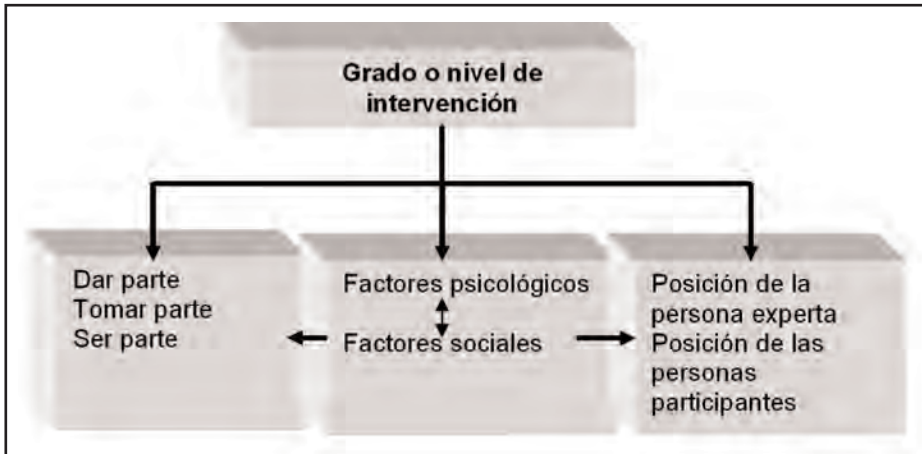 Grado o nivel de
intervención
Dar parte
Tomar parte
Ser parte
Factores psicológicos
Factores sociales
Posición de la
persona experta
Posición de las
personas
participantes